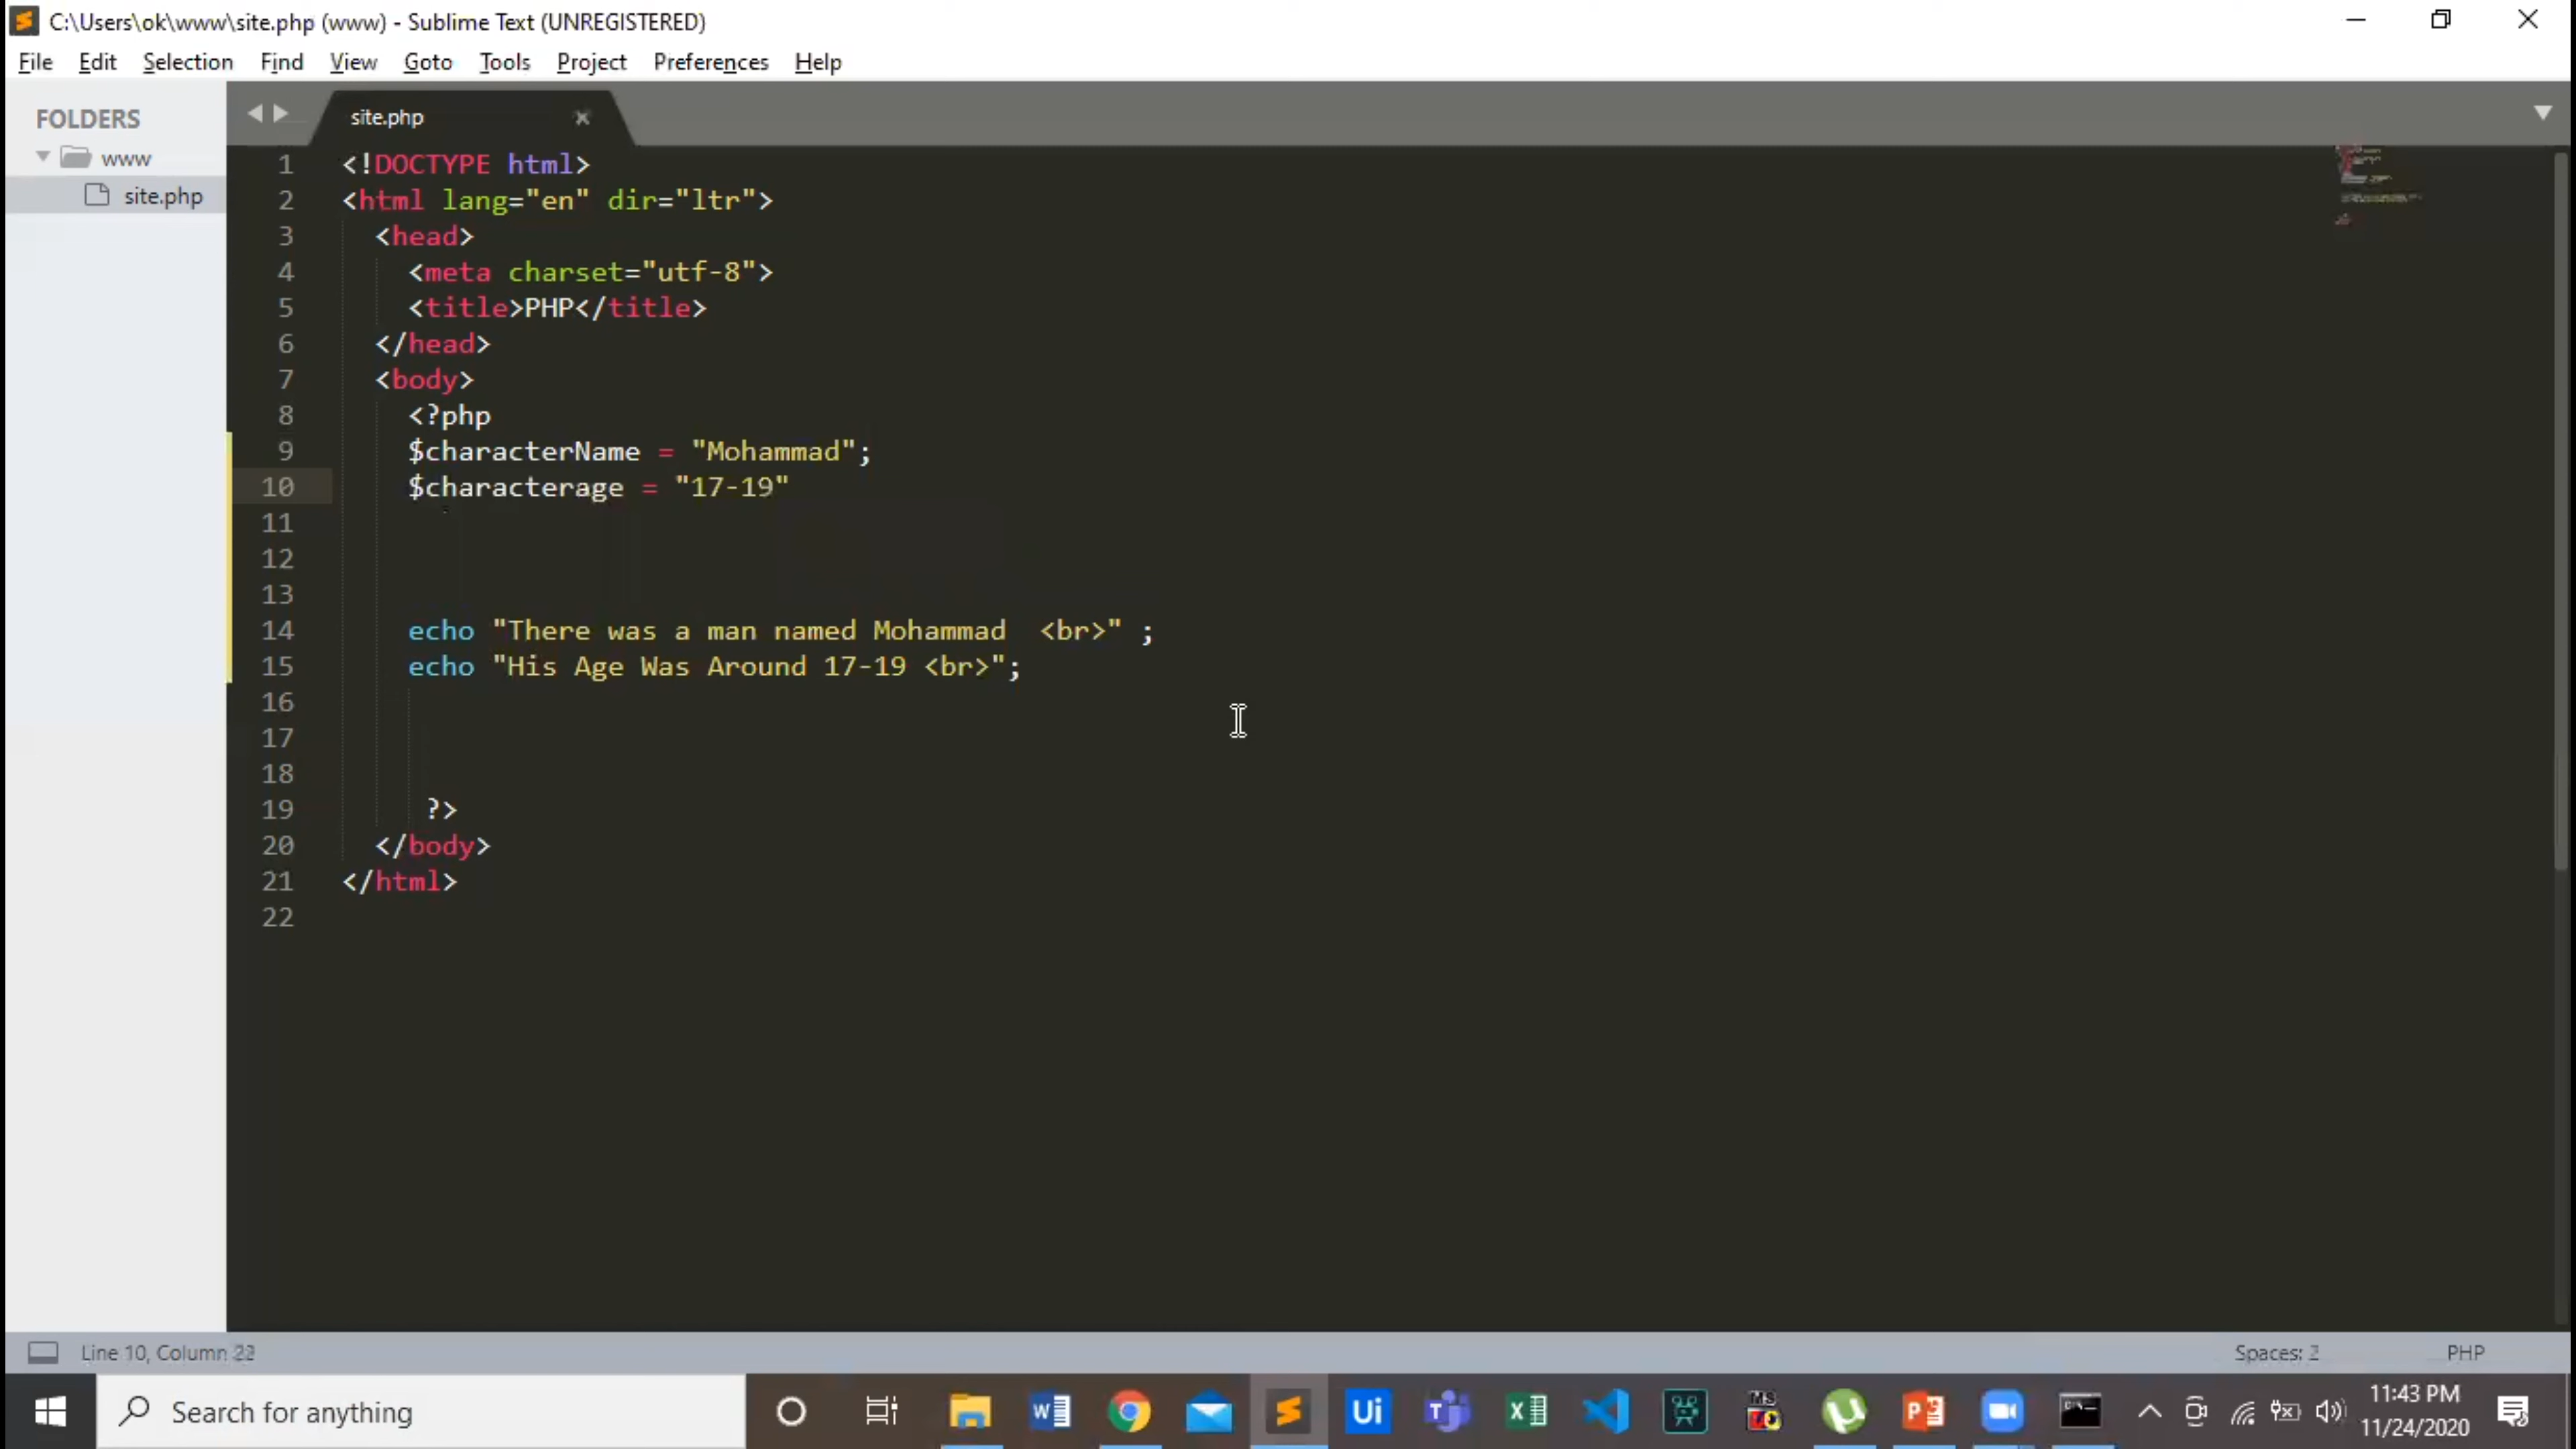 C:\Users\ok\www\site.php (www) - Sublime Text (UNREGISTERED)
File Edit Selection Find View Goto Tools Project Preferences Help
FOLDERS
www
site.php
site.php
1 <!DOCTYPE html>
2 <html lang="en" dir="ltr">
3 <head>
4 <meta charset="utf-8">
5 <title>PHP</title>
6 </head>
7 <body>
8 <?php
9 $characterName = "Mohammad";
10 $characterage = "17-19"
11
12
13
14 echo "There was a man named Mohammad  <br>" ;
15 echo "His Age Was Around 17-19 <br>";
16
17
18
19 ?>
20 </body>
21 </html>
22
Line 10, Column 22
Spaces: 2
PHP
Search for anything
11:43 PM
11/24/2020